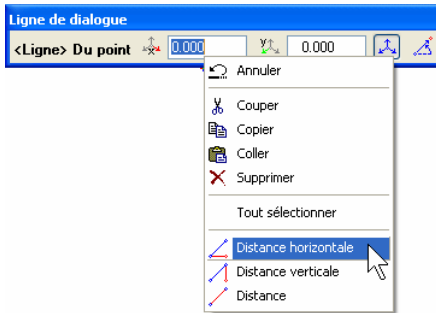 Ligne de dialogue
<Ligne> Du point 0.000 y 0.000
Annuler
Couper
Copier
Coller
Supprimer
Tout sélectionner
Distance horizontale
Distance verticale
Distance